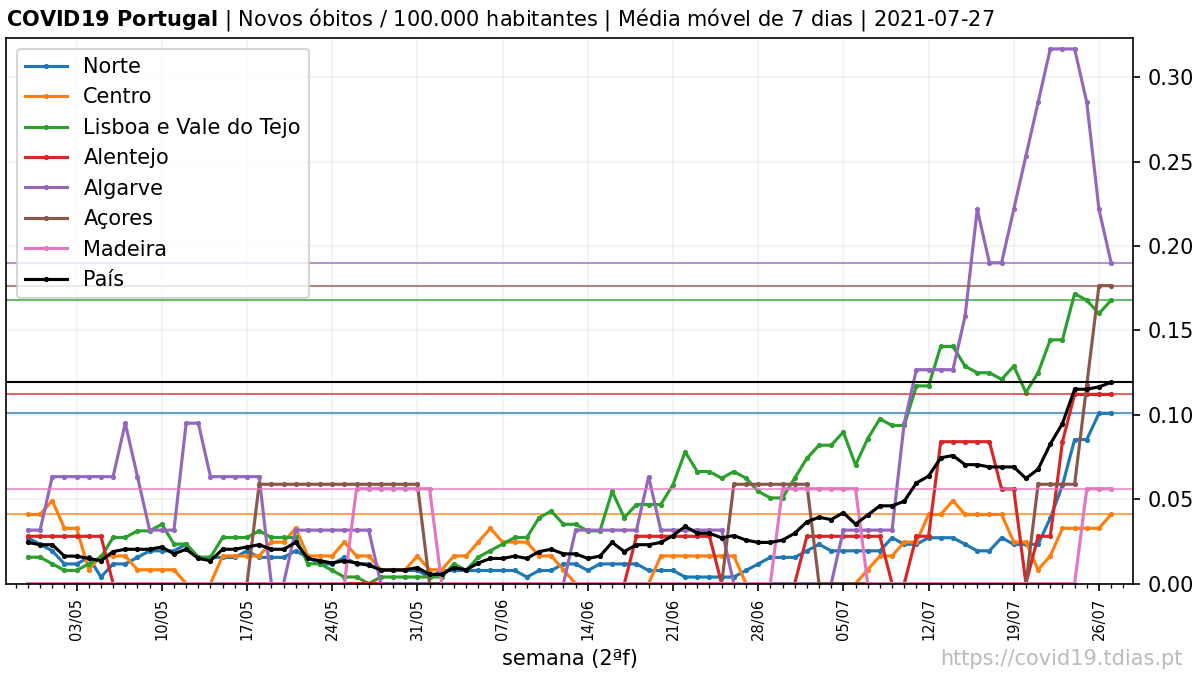 COVID19 Portugal | Novos óbitos / 100.000 habitantes | Média móvel de 7 dias | 2021-07-27
Norte
Centro
Lisboa e Vale do Tejo
Alentejo
Algarve
Açores
Madeira
País
0.30
0.25
0.20
0.15
0.10
0.05
0.00
03/05
10/05
17/05
24/05
31/05
07/06
14/06
21/06
28/06
05/07
12/07
19/07
26/07
semana (2ªf)
https://covid19.tdias.pt